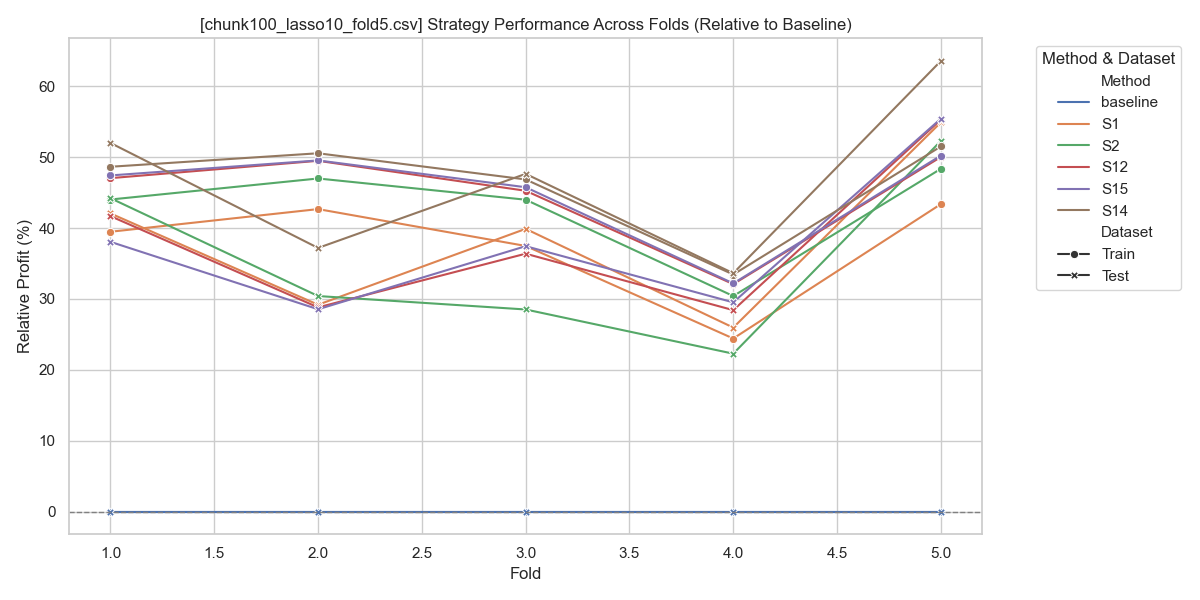 [chunk100_lasso10_fold5.csv] Strategy Performance Across Folds (Relative to Baseline)
Relative Profit (%)
60
50
40
30
20
10
0
1.0 1.5 2.0 2.5 3.0 3.5 4.0 4.5 5.0
Fold
Method & Dataset
Method
baseline
S1
S2
S12
S15
S14
Dataset
Train
Test